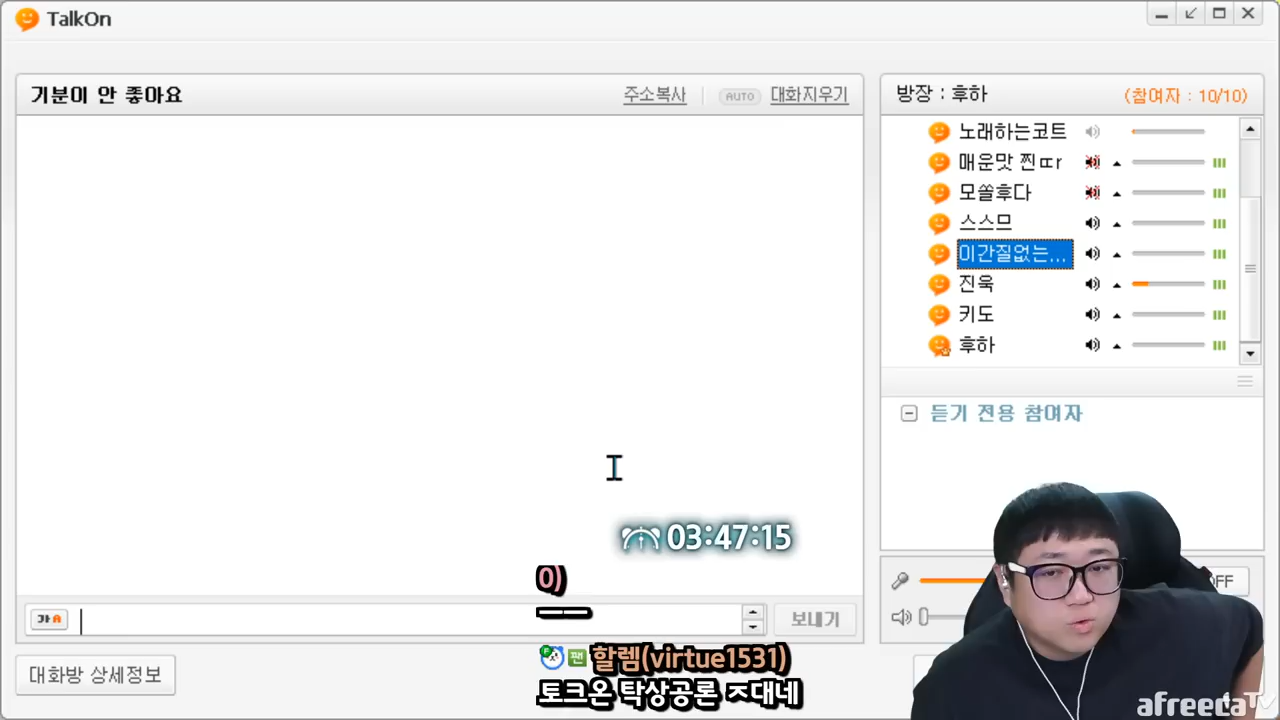 TalkOn
기분이 안 좋아요
주소복사
AUTO
대화지우기
방장 : 후하
(참여자 : 10/10)
노래하는코트
매운맛 찐ㄸr
모쏠후다
스스므
이간질없는...
진욱
키도
후하
듣기 전용 참여자
03:47:15
0)
ㅡㅡ
가A
보내기
할렘(virtue1531)
토크온 탁상공론 ㅈ대네
대화방 상세정보
afreecaTV